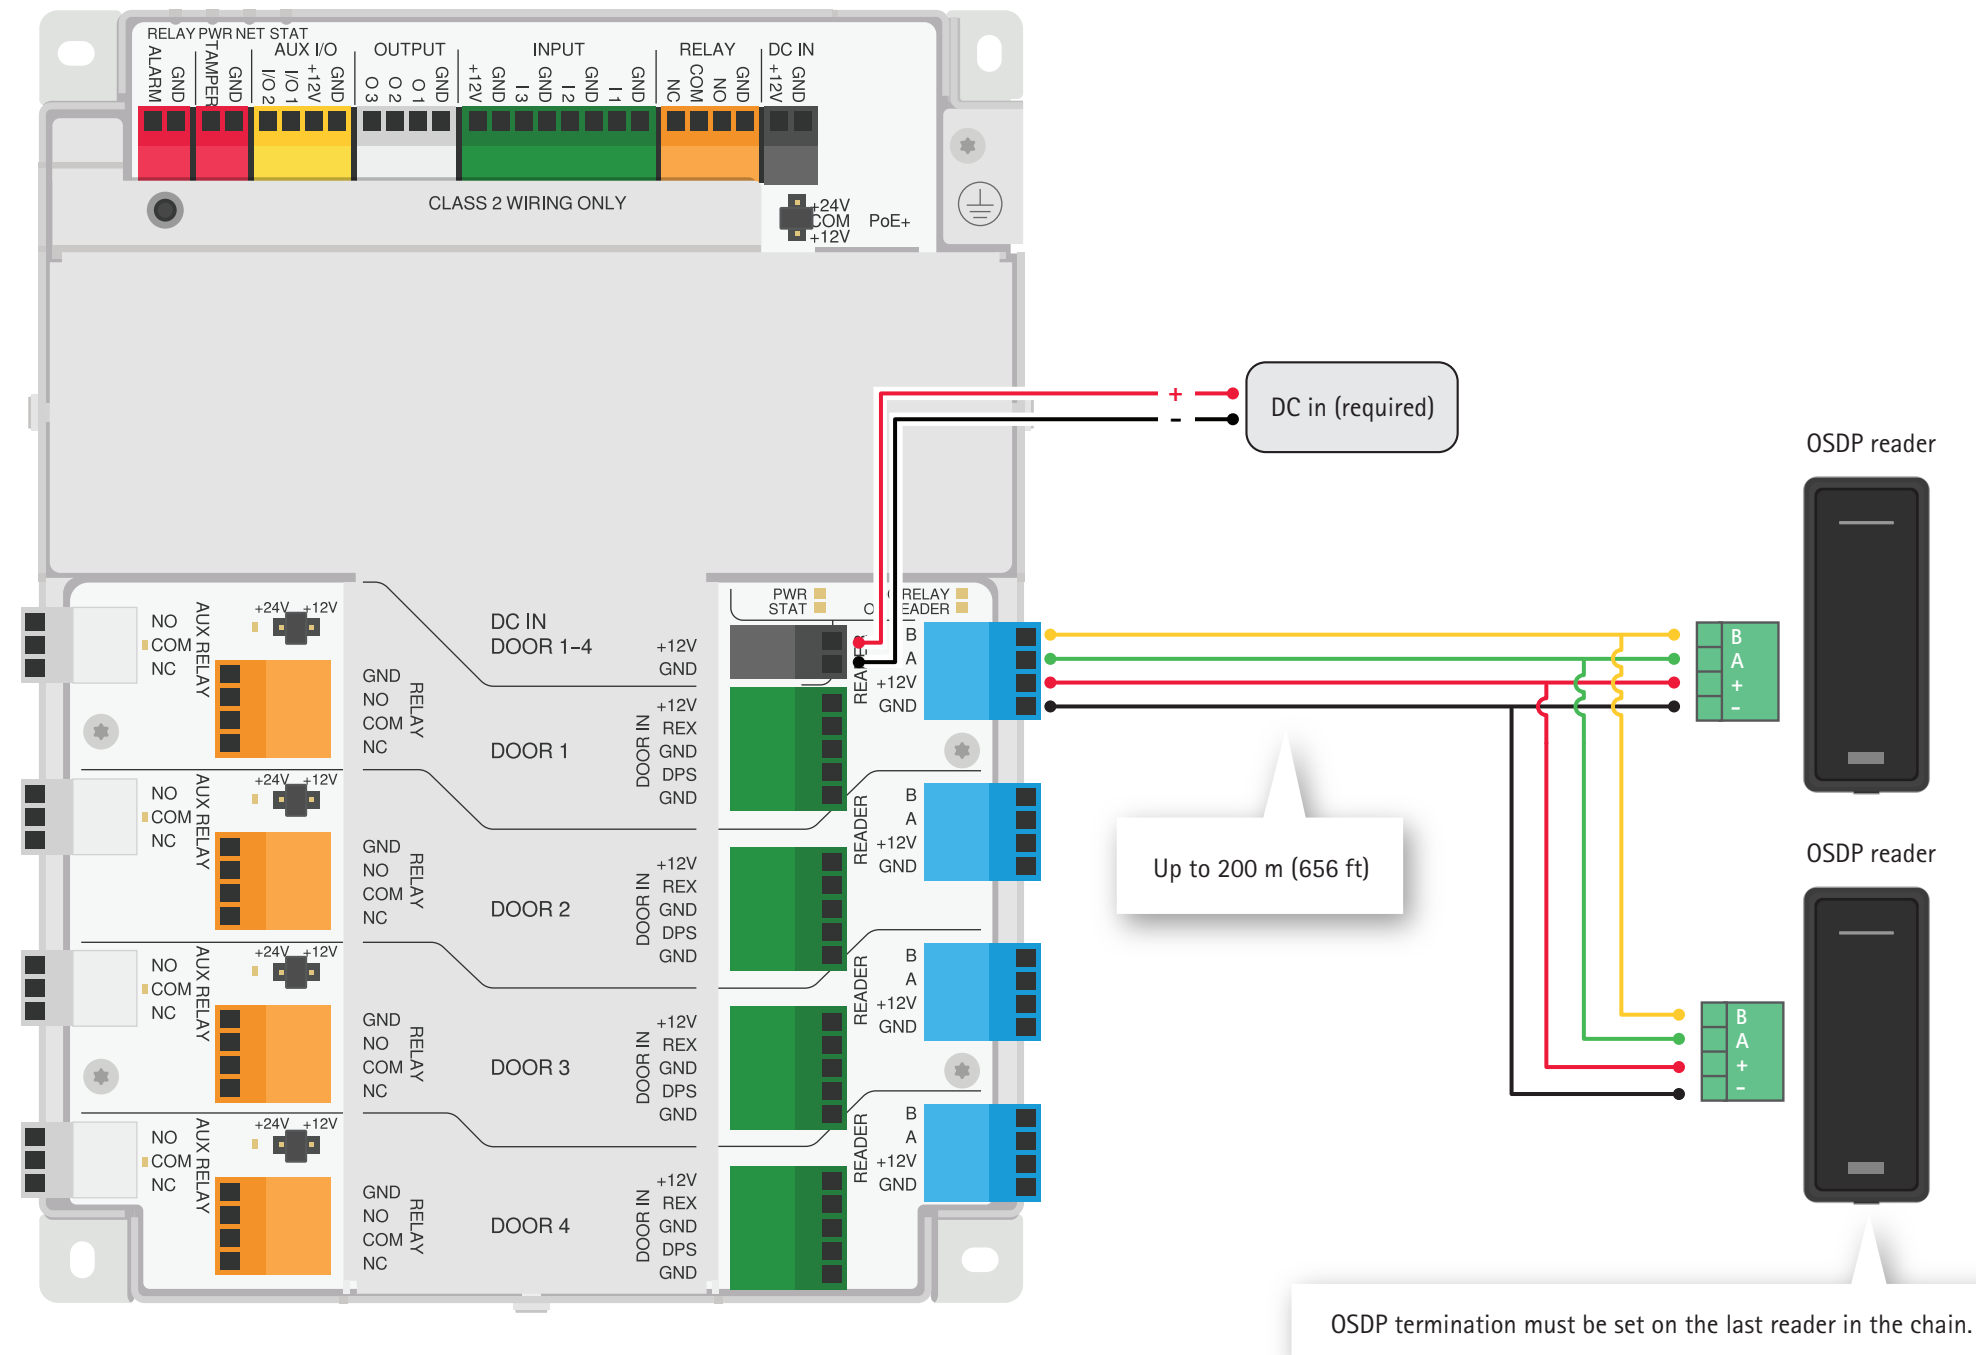 RELAY PWR NET STAT
AUX I/O OUTPUT INPUT RELAY DC IN
ALARM GND TAMPER GND I/O 2 I/O 1 +12V GND O 3 O 2 O 1 GND +12V GND I 3 GND I 2 GND I 1 GND NC COM NO GND +12V GND
CLASS 2 WIRING ONLY
+24V
COM PoE+
+12V
+ DC in (required)
-
OSDP reader
PWR RELAY
STAT READER
NO
COM
NC
AUX RELAY
+24V +12V
GND
NO
COM
NC
RELAY
DC IN
DOOR 1-4
+12V
GND
DOOR 1
DOOR IN
+12V
REX
GND
DPS
GND
B
A
+12V
GND
B
A
+
-
Up to 200 m (656 ft)
NO
COM
NC
AUX RELAY
+24V +12V
GND
NO
COM
NC
RELAY
DOOR 2
DOOR IN
+12V
REX
GND
DPS
GND
READER
B
A
+12V
GND
OSDP reader
NO
COM
NC
AUX RELAY
+24V +12V
GND
NO
COM
NC
RELAY
DOOR 3
DOOR IN
+12V
REX
GND
DPS
GND
READER
B
A
+12V
GND
B
A
+
-
NO
COM
NC
AUX RELAY
+24V +12V
GND
NO
COM
NC
RELAY
DOOR 4
DOOR IN
+12V
REX
GND
DPS
GND
READER
B
A
+12V
GND
OSDP termination must be set on the last reader in the chain.